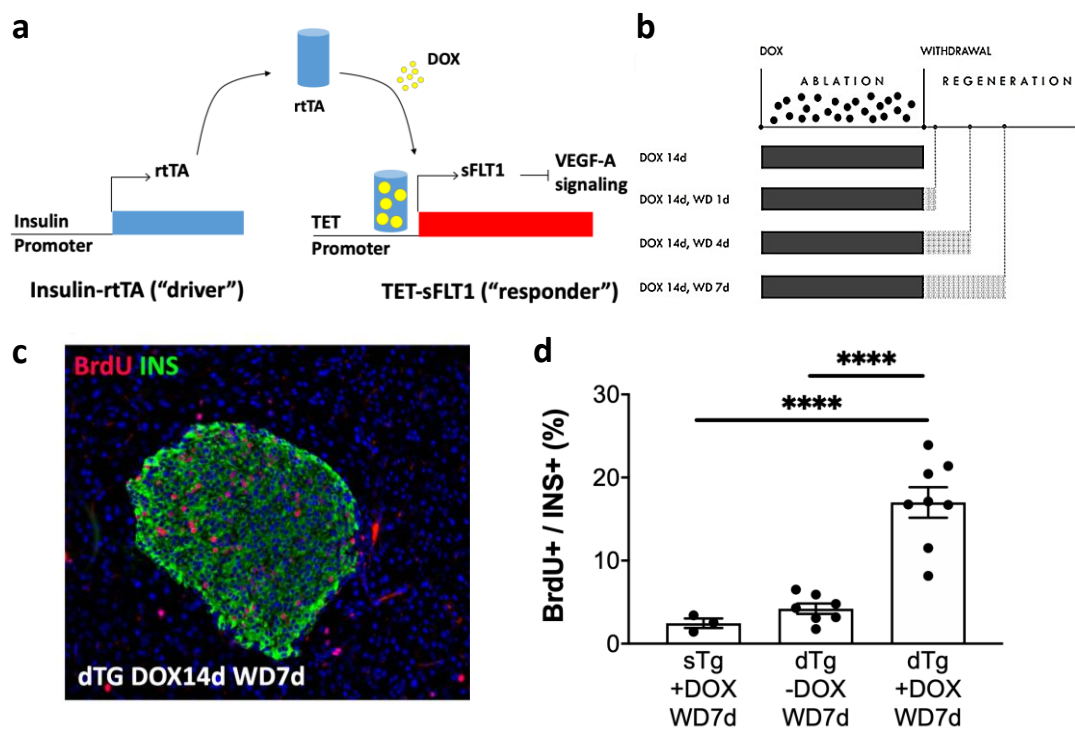 a
DOX
rtTA
rtTA
sFLT1
VEGF-A
signaling
Insulin
Promoter
TET
Promoter
Insulin-rtTA (“driver”)
TET-sFLT1 (“responder”)
b
DOX
WITHDRAWAL
ABLATION
REGENERATION
DOX 14d
DOX 14d, WD 1d
DOX 14d, WD 4d
DOX 14d, WD 7d
c
BrdU INS
dTG DOX14d WD7d
d
****
****
BrdU+ / INS+ (%)
30
20
10
0
sTg
+DOX
WD7d
dTg
-DOX
WD7d
dTg
+DOX
WD7d